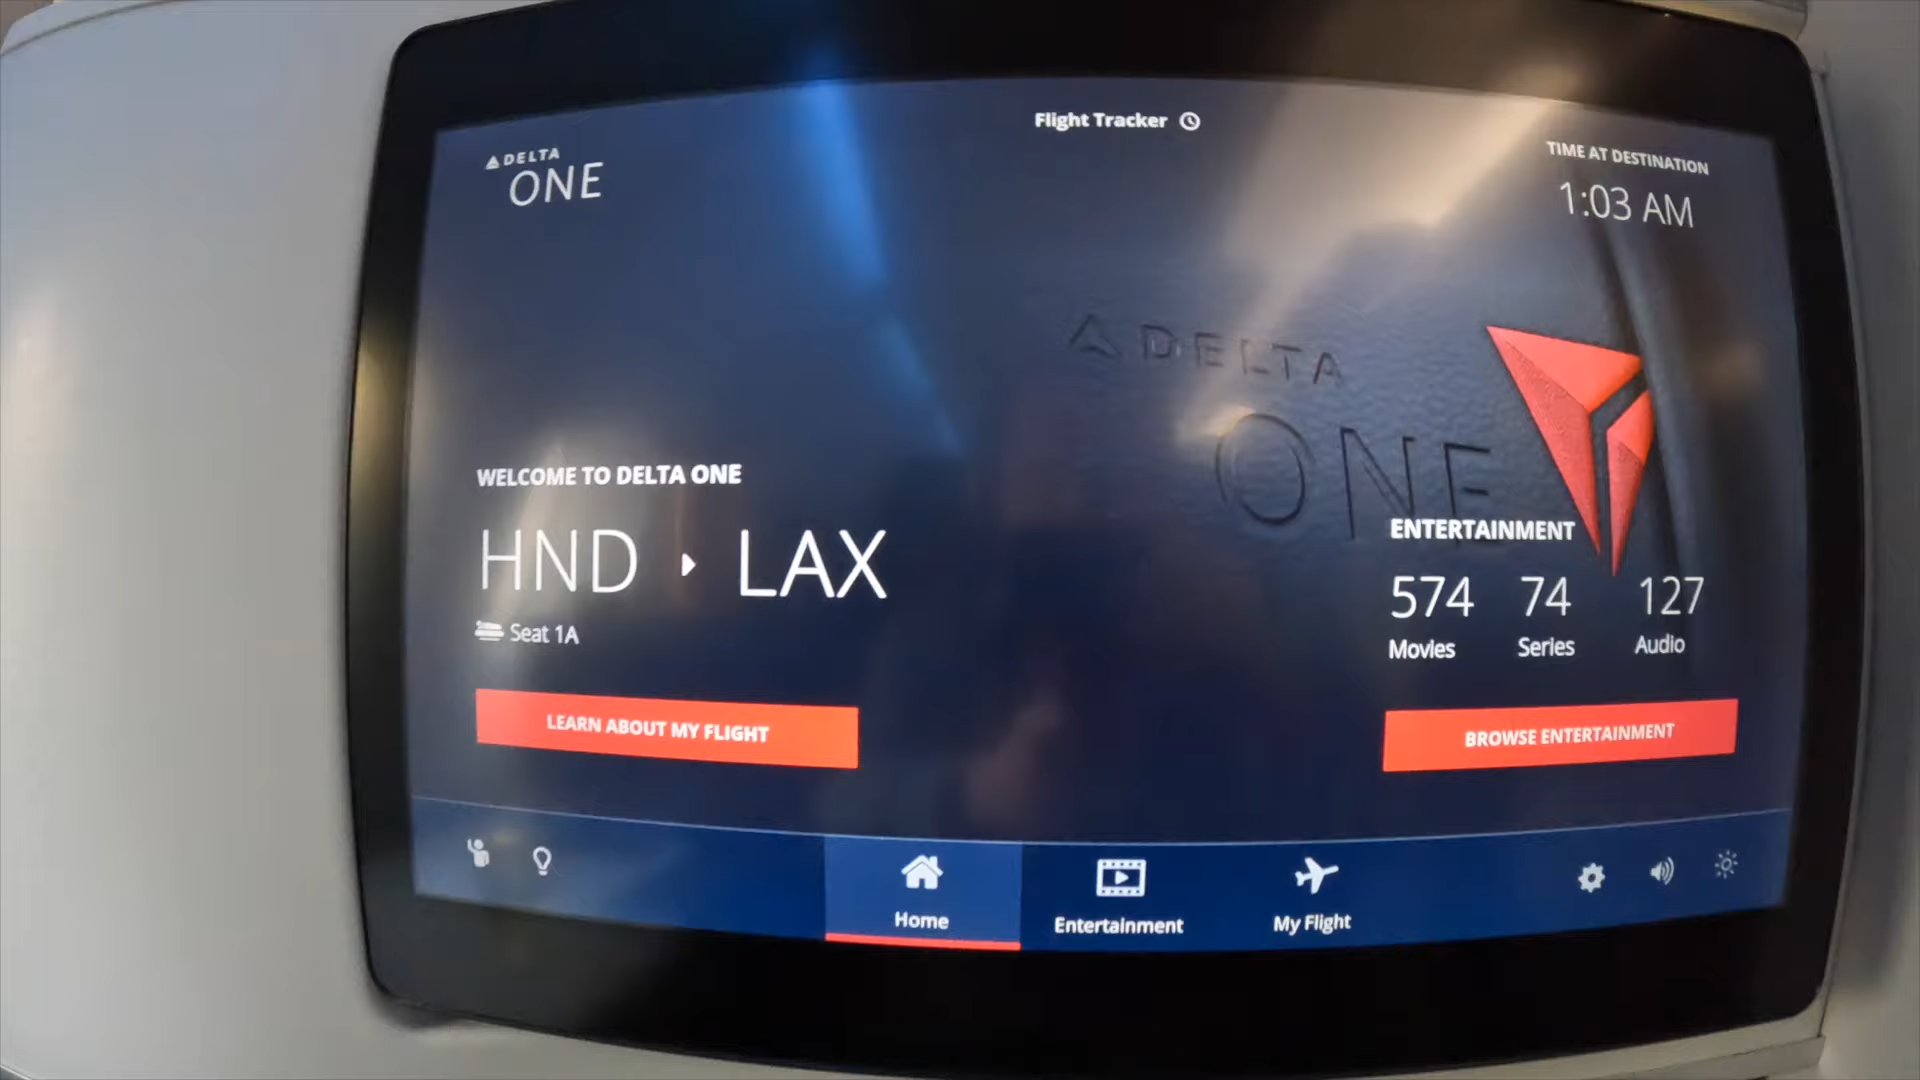 Flight Tracker
DELTA
ONE
TIME AT DESTINATION
1:03 AM
DELTA
ONE
WELCOME TO DELTA ONE
HND LAX
Seat 1A
LEARN ABOUT MY FLIGHT
ENTERTAINMENT
574 74 127
Movies Series Audio
BROWSE ENTERTAINMENT
Home Entertainment My Flight